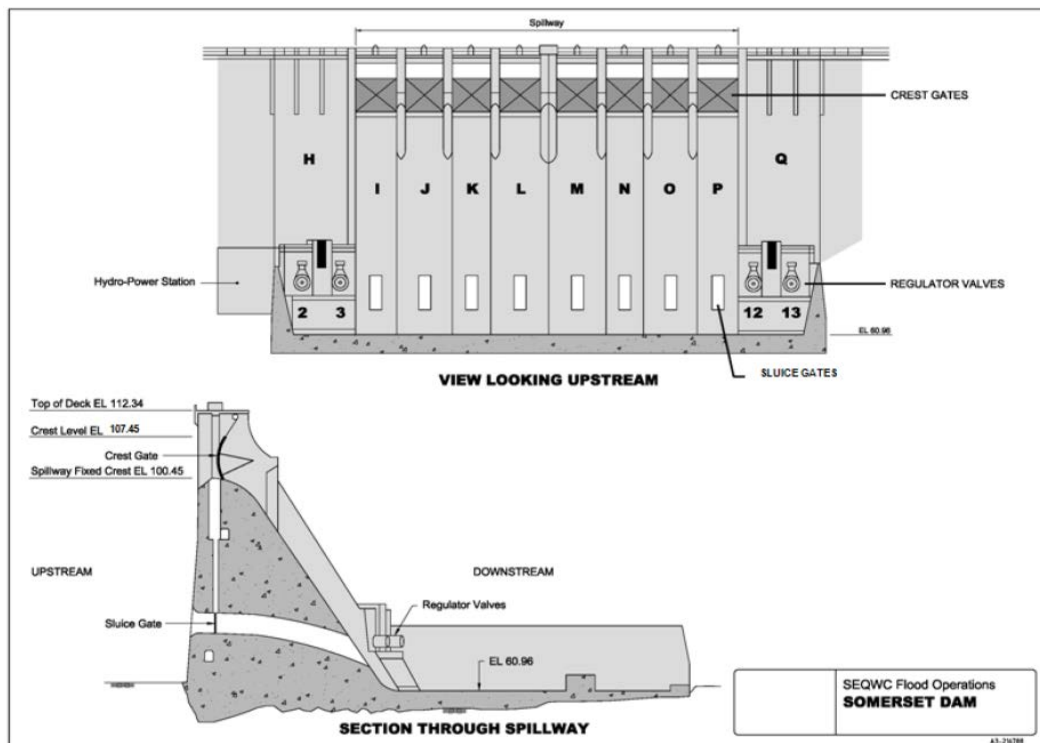 Spillway
CREST GATES
H
Q
I J K L M N O P
Hydro-Power Station
REGULATOR VALVES
2 3
12 13
EL 60.96
VIEW LOOKING UPSTREAM
SLUICE GATES
Top of Deck EL 112.34
Crest Level EL 107.45
Crest Gate
Spillway Fixed Crest EL 100.45
UPSTREAM
DOWNSTREAM
Regulator Valves
Sluice Gate
EL 60.96
SEQWC Flood Operations
SOMERSET DAM
SECTION THROUGH SPILLWAY
A3-214788